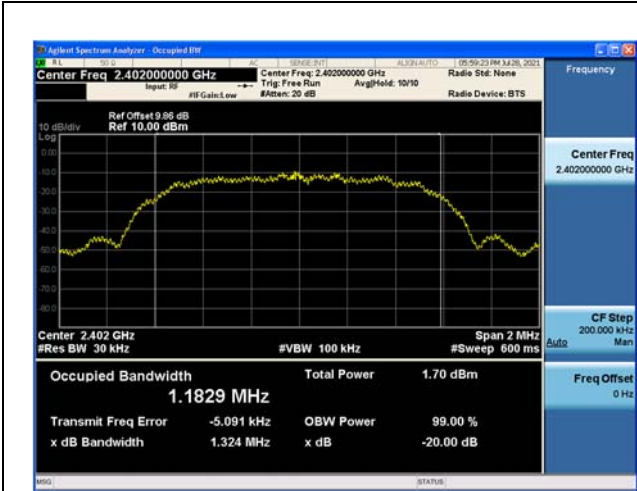 Agilent Spectrum Analyzer - Occupied BW
RL 50 Ω AC SENSE:INT ALIGN AUTO 05:59:23 PM Jul 28, 2021
Center Freq 2.402000000 GHz
Input: RF
#IFGain:Low
Center Freq: 2.402000000 GHz
Trig: Free Run Avg|Hold: 10/10
#Atten: 20 dB
Radio Std: None
Radio Device: BTS
Ref Offset 9.86 dB
10 dB/div Ref 10.00 dBm
Log
0.00
-10.0
-20.0
-30.0
-40.0
-50.0
-60.0
-70.0
-80.0
Center 2.402 GHz Span 2 MHz
#Res BW 30 kHz #VBW 100 kHz #Sweep 600 ms
Occupied Bandwidth Total Power 1.70 dBm
1.1829 MHz
Transmit Freq Error -5.091 kHz OBW Power 99.00 %
x dB Bandwidth 1.324 MHz x dB -20.00 dB
MSG STATUS
Frequency
Center Freq
2.402000000 GHz
CF Step
200.000 kHz
Auto Man
Freq Offset
0 Hz